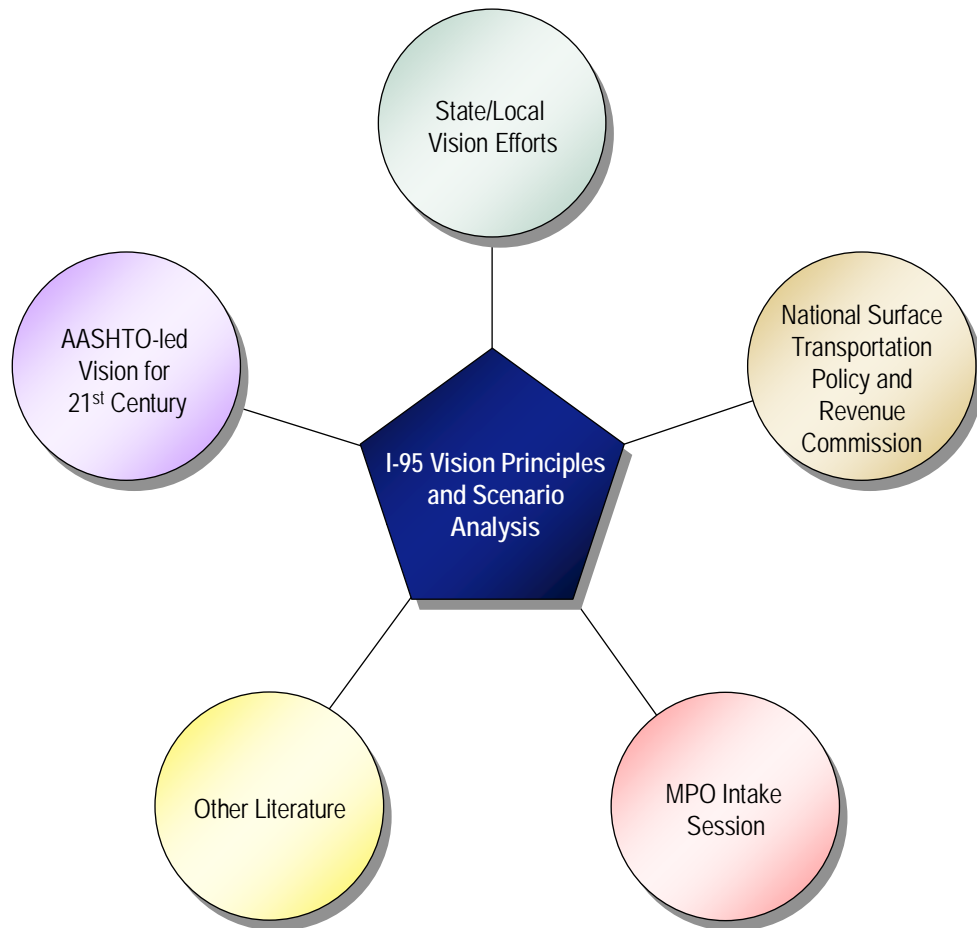 State/Local
Vision Efforts
AASHTO-led
Vision for
21st Century
National Surface
Transportation
Policy and
Revenue
Commission
I-95 Vision Principles
and Scenario
Analysis
Other Literature
MPO Intake
Session